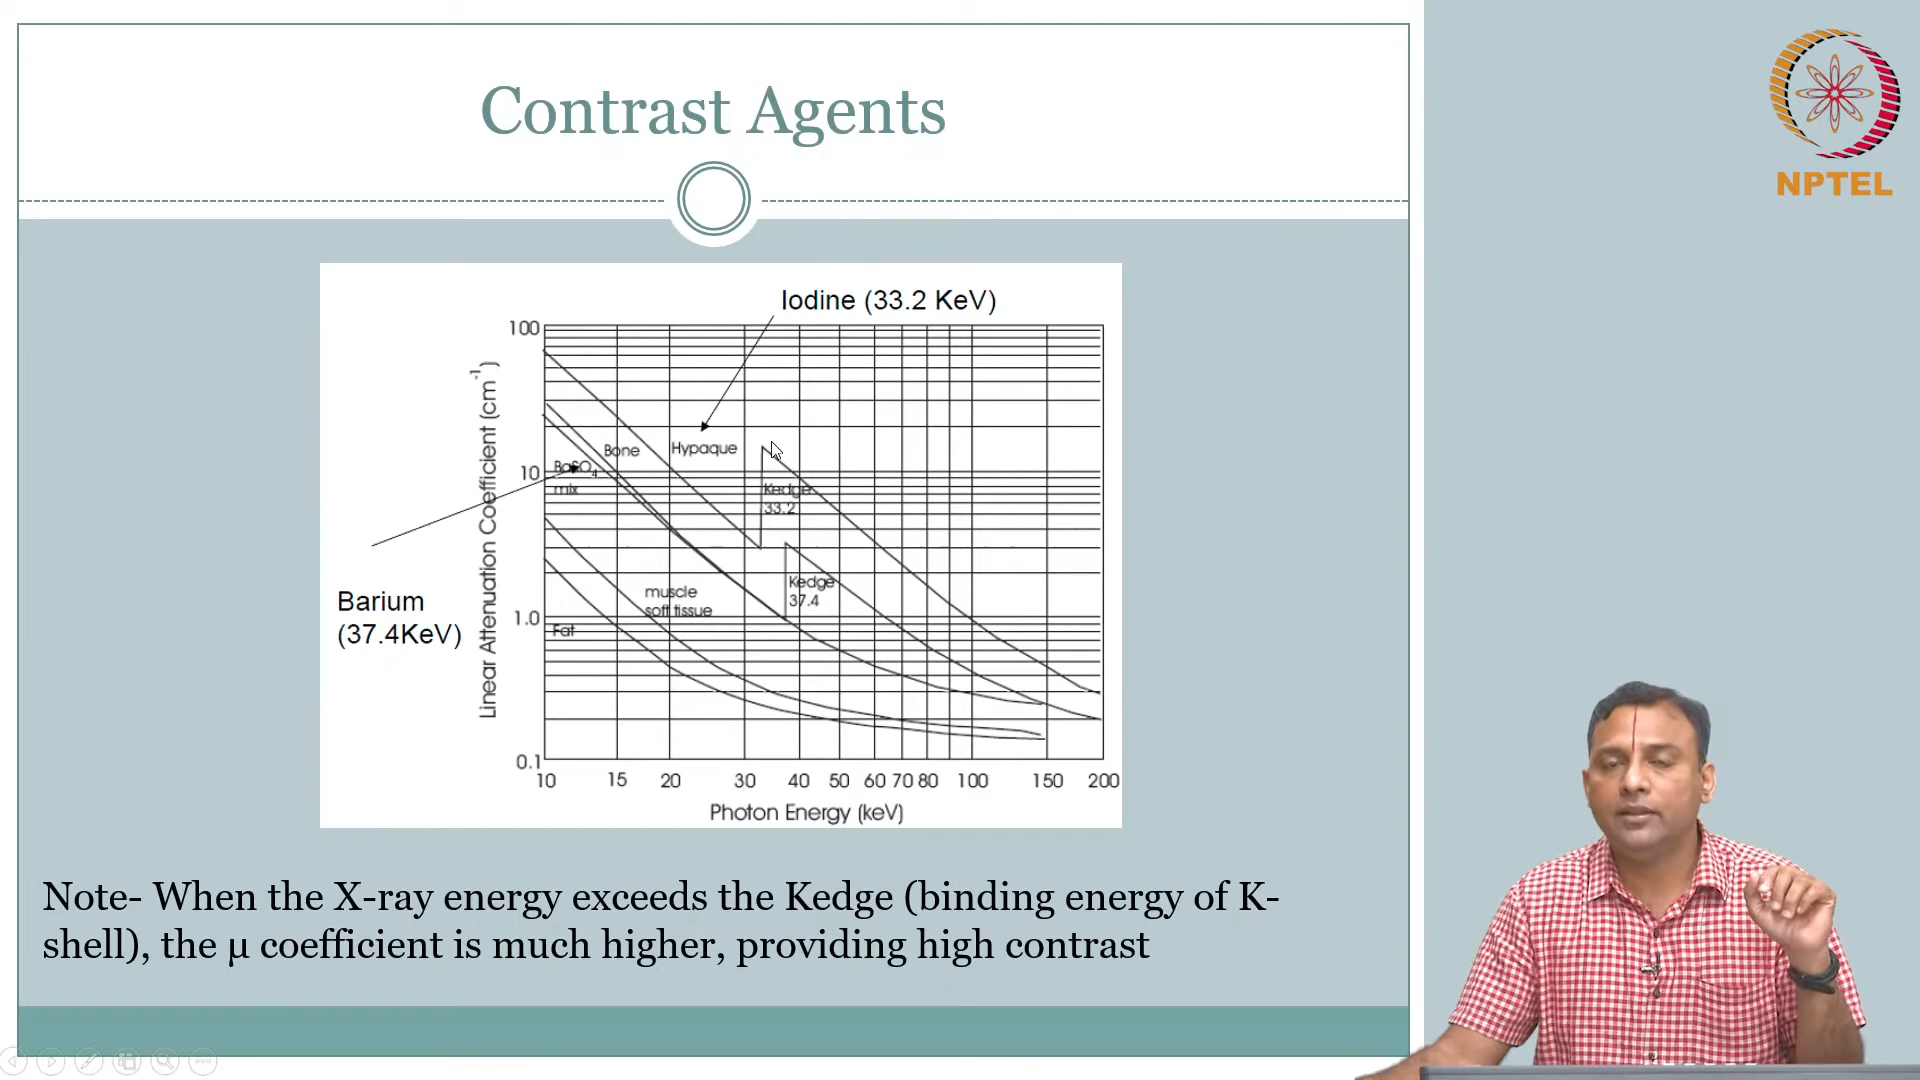 Contrast Agents
NPTEL
Iodine (33.2 KeV)
100
Linear Attenuation Coefficient (cm-1)
Bone
Hypaque
BaSO4
mix
10
Kedge
33.2
Kedge
37.4
muscle
soft tissue
Barium
(37.4KeV)
1.0
Fat
0.1
10 15 20 30 40 50 60 70 80 100 150 200
Photon Energy (keV)
Note- When the X-ray energy exceeds the Kedge (binding energy of K-
shell), the µ coefficient is much higher, providing high contrast